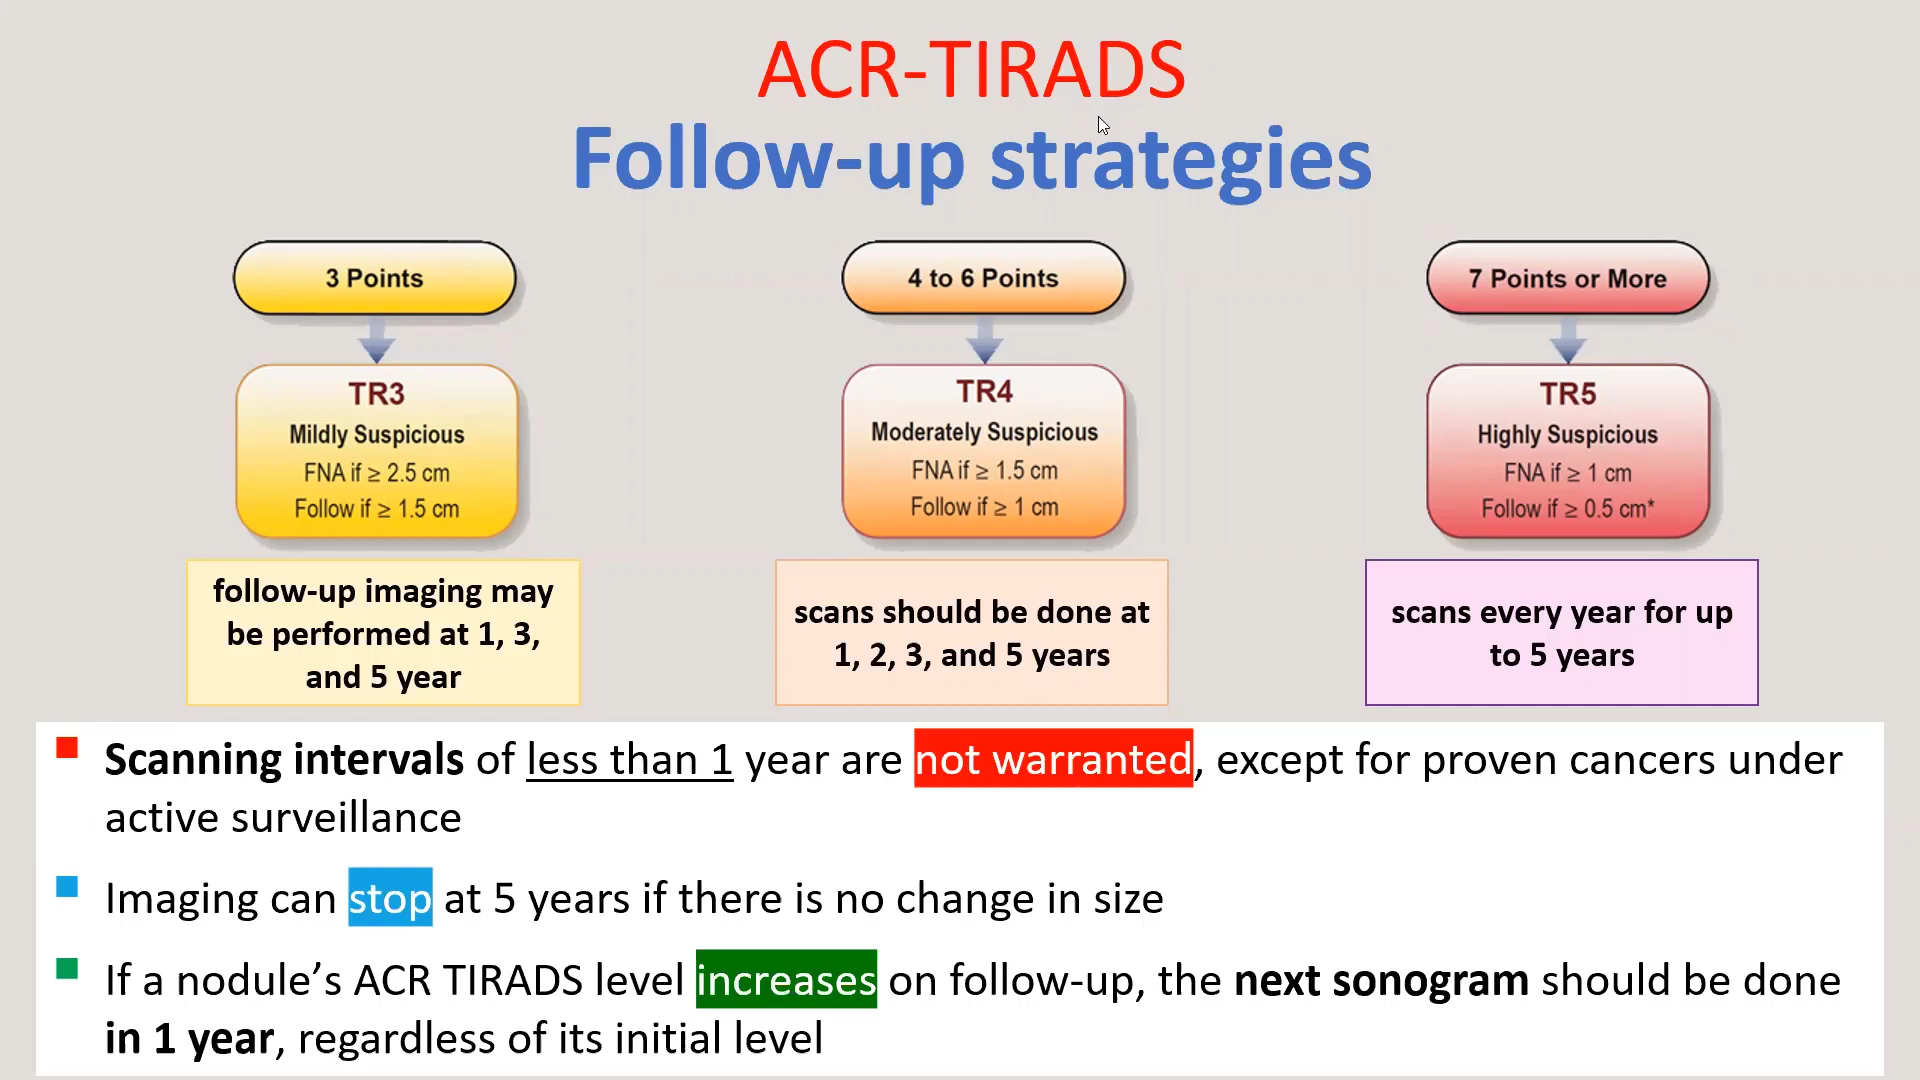 ACR-TIRADS
Follow-up strategies
3 Points
TR3
Mildly Suspicious
FNA if ≥ 2.5 cm
Follow if ≥ 1.5 cm
follow-up imaging may
be performed at 1, 3,
and 5 year
4 to 6 Points
TR4
Moderately Suspicious
FNA if ≥ 1.5 cm
Follow if ≥ 1 cm
scans should be done at
1, 2, 3, and 5 years
7 Points or More
TR5
Highly Suspicious
FNA if ≥ 1 cm
Follow if ≥ 0.5 cm*
scans every year for up
to 5 years
Scanning intervals of less than 1 year are not warranted, except for proven cancers under
active surveillance
Imaging can stop at 5 years if there is no change in size
If a nodule’s ACR TIRADS level increases on follow-up, the next sonogram should be done
in 1 year, regardless of its initial level